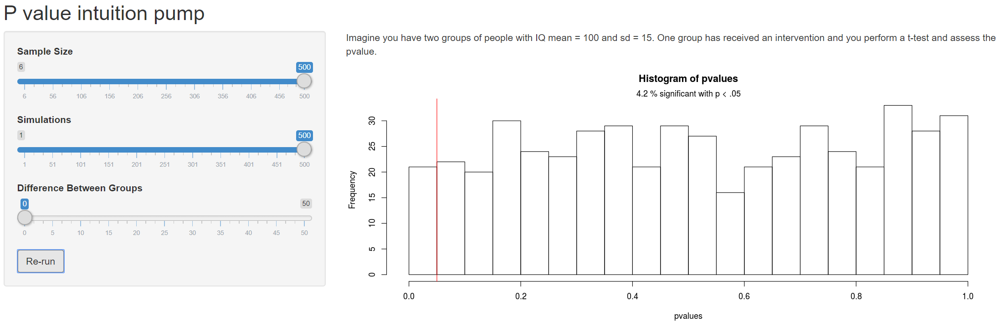 P value intuition pump
Sample Size
6 500
6 56 106 156 206 256 306 356 406 456 500
Simulations
1 500
1 51 101 151 201 251 301 351 401 451 500
Difference Between Groups
0 50
0 5 10 15 20 25 30 35 40 45 50
Re-run
Imagine you have two groups of people with IQ mean = 100 and sd = 15. One group has received an intervention and you perform a t-test and assess the
pvalue.
Histogram of pvalues
4.2 % significant with p < .05
Frequency
30
25
20
15
10
5
0
0.0 0.2 0.4 0.6 0.8 1.0
pvalues